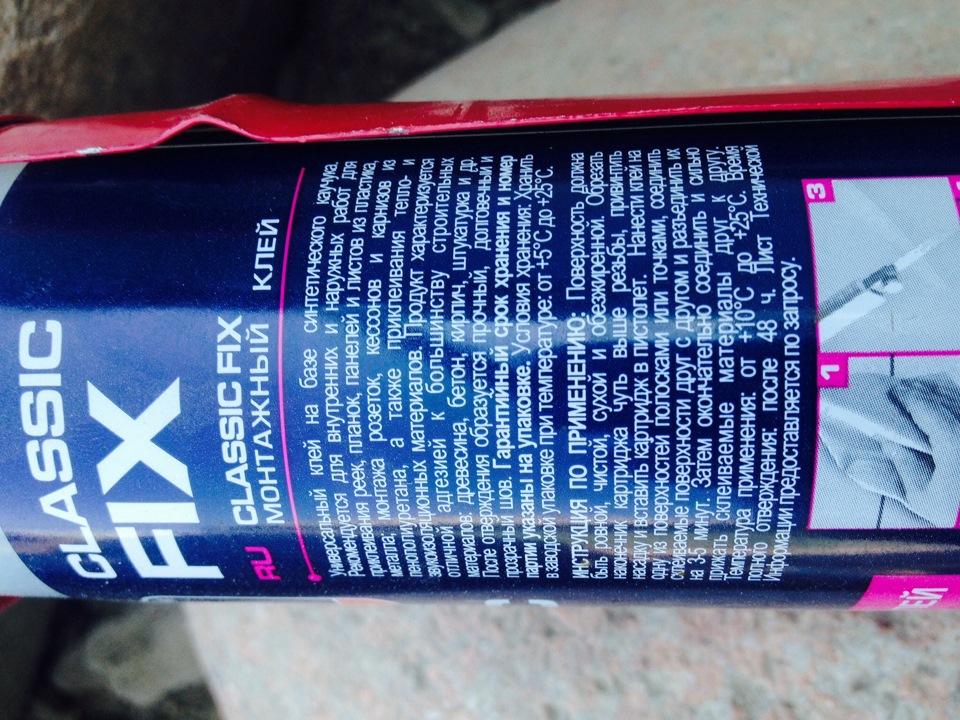 CLASSIC
FIX
RU
CLASSIC FIX
МОНТАЖНЫЙ КЛЕЙ
Универсальный клей на базе синтетического каучука.
Рекомендуется для внутренних и наружных работ для
приклеивания реек, планок, панелей и листов из пластика,
металла, монтажа розеток, кессонов и карнизов из
пенополиуретана, а также приклеивания тепло- и
звукоизоляционных материалов. Продукт характеризуется
отличной адгезией к большинству строительных
материалов: древесина, бетон, кирпич, штукатурка и др.
После отверждения образуется прочный, долговечный и
прозрачный шов. Гарантийный срок хранения и номер
партии указаны на упаковке. Условия хранения: Хранить
в заводской упаковке при температуре: от +5°C до +25°C.
ИНСТРУКЦИЯ ПО ПРИМЕНЕНИЮ: Поверхность должна
быть ровной, чистой, сухой и обезжиренной. Обрезать
наконечник картриджа чуть выше резьбы, привинтить
насадку и вставить картридж в пистолет. Нанести клей на
одну из поверхностей полосками или точками, соединить
склеиваемые поверхности друг с другом и разъединить их
на 3-5 минут. Затем окончательно соединить и сильно
прижать склеиваемые материалы друг к другу.
Температура применения: от +10°C до +25°C. Время
полного отверждения: после 48 ч. Лист Технической
Информации предоставляется по запросу.
1
3
ЕЙ